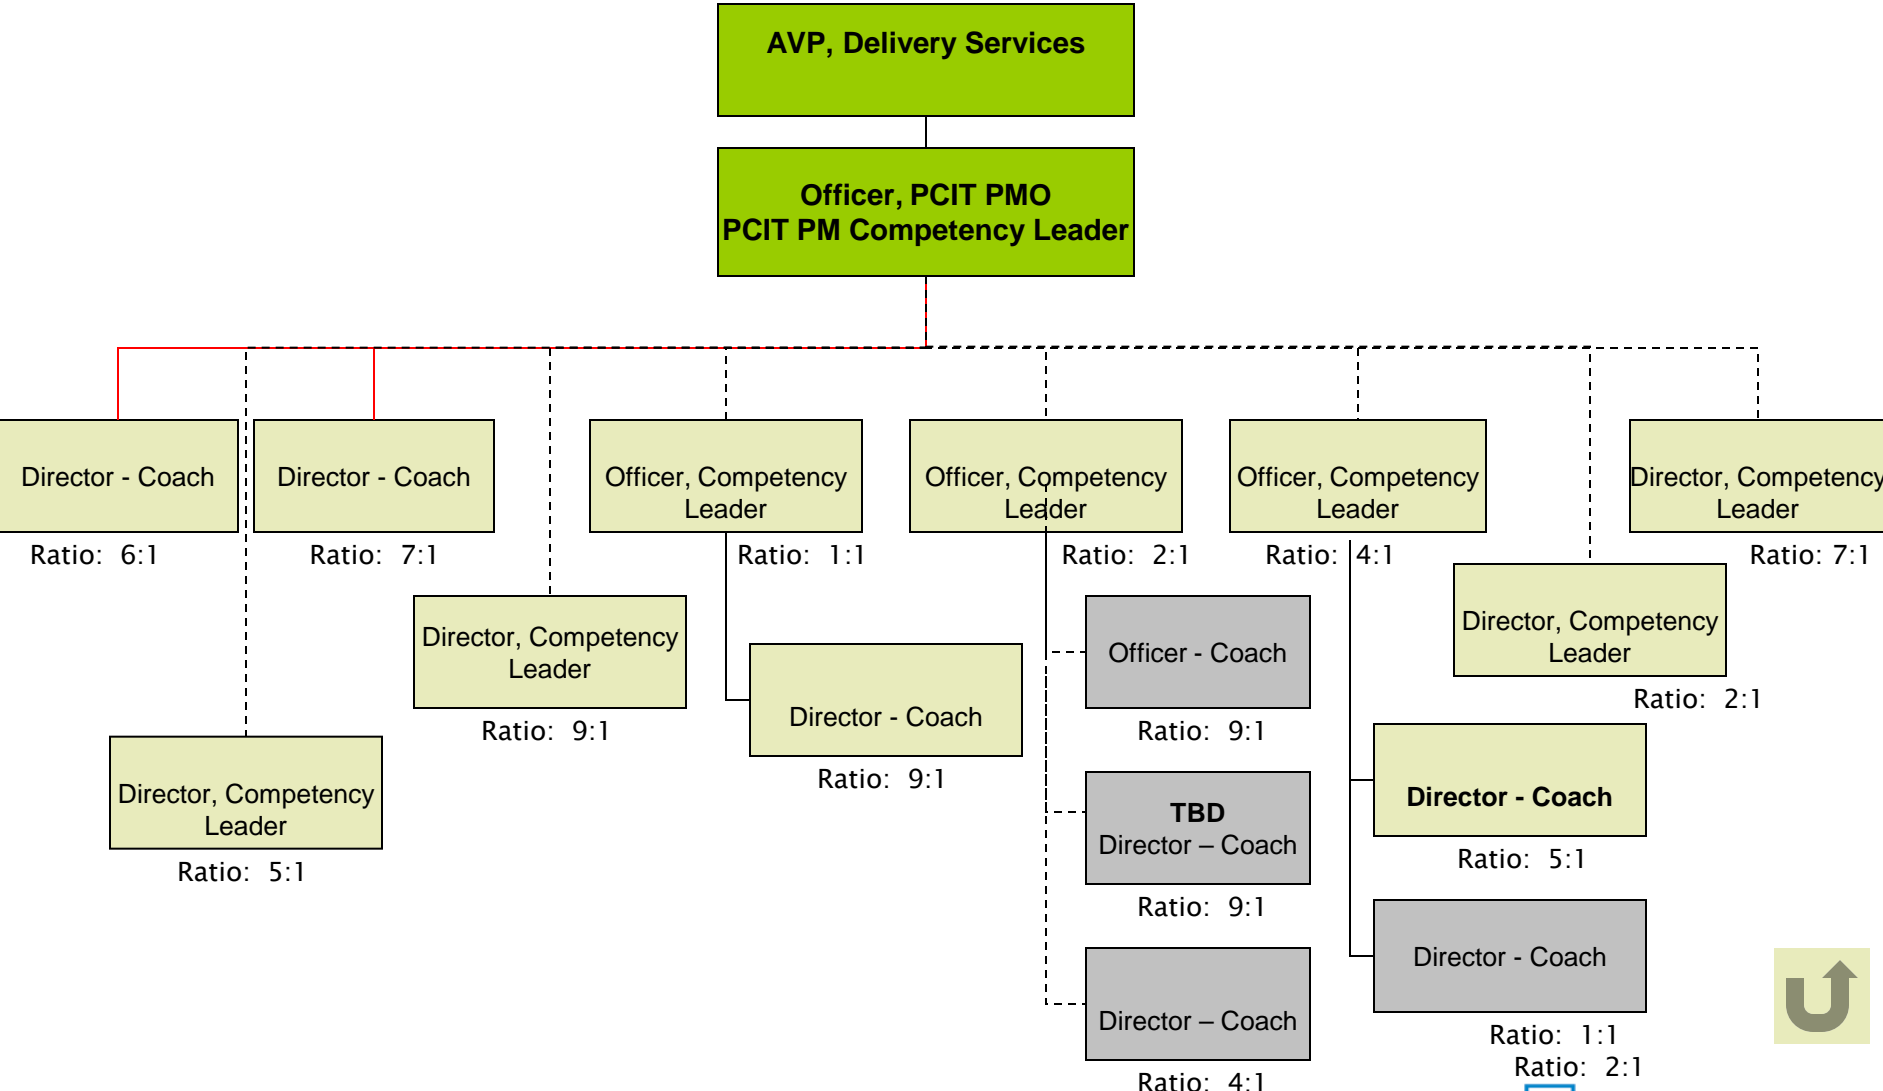 AVP, Delivery Services
Officer, PCIT PMO
PCIT PM Competency Leader
Director - Coach
Ratio: 6:1
Director - Coach
Ratio: 7:1
Officer, Competency
Leader
Ratio: 1:1
Officer, Competency
Leader
Ratio: 2:1
Officer, Competency
Leader
Ratio: 4:1
Director, Competency
Leader
Ratio: 7:1
Director, Competency
Leader
Ratio: 5:1
Director, Competency
Leader
Ratio: 9:1
Director - Coach
Ratio: 9:1
Officer - Coach
Ratio: 9:1
TBD
Director – Coach
Ratio: 9:1
Director – Coach
Ratio: 4:1
Director, Competency
Leader
Ratio: 2:1
Director - Coach
Ratio: 5:1
Director - Coach
Ratio: 1:1
Ratio: 2:1